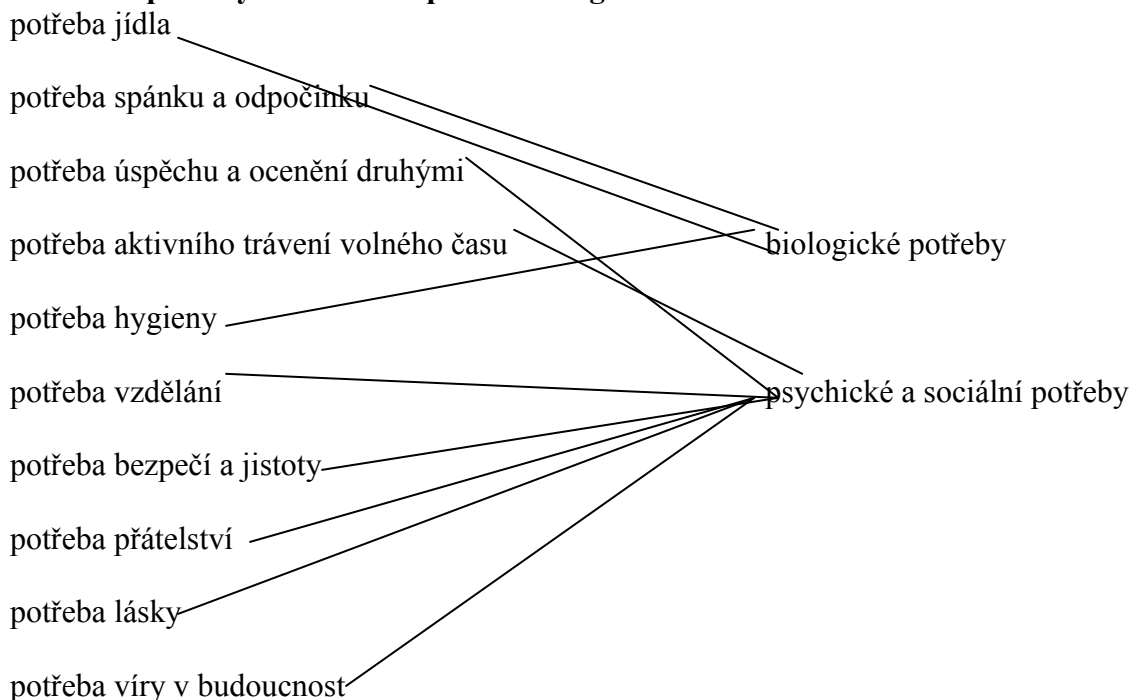 potřeba jídla
potřeba spánku a odpočinku
potřeba úspěchu a ocenění druhými
potřeba aktivního trávení volného času
biologické potřeby
potřeba hygieny
potřeba vzdělání
psychické a sociální potřeby
potřeba bezpečí a jistoty
potřeba přátelství
potřeba lásky
potřeba víry v budoucnost